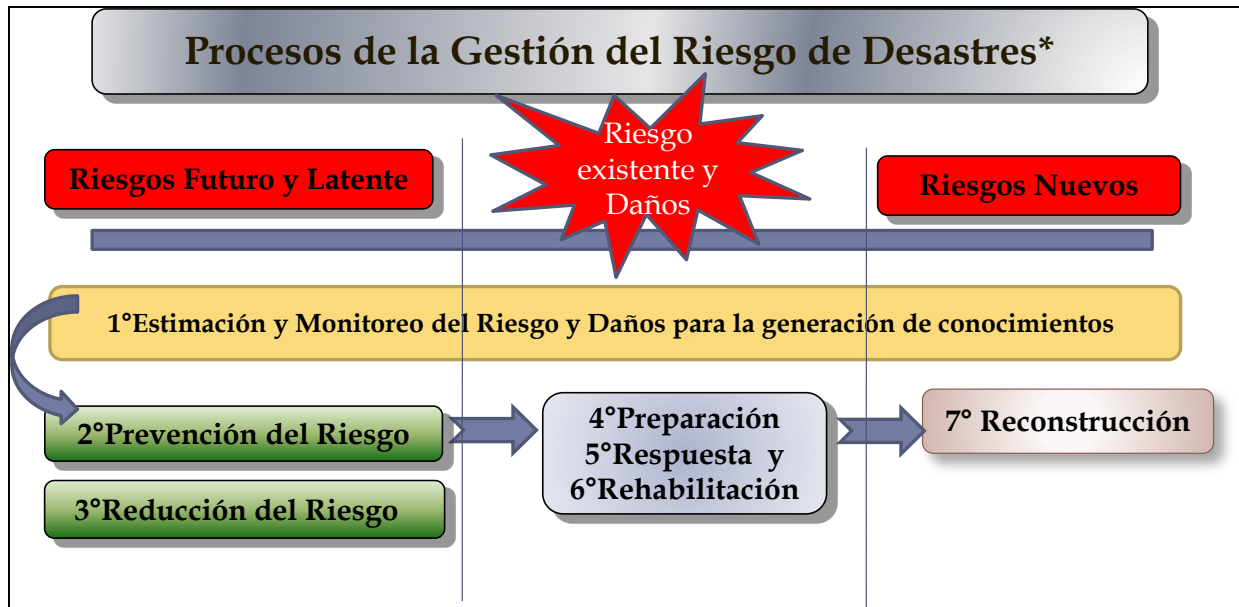 Procesos de la Gestión del Riesgo de Desastres*
Riesgo
existente y
Daños
Riesgos Futuro y Latente
Riesgos Nuevos
1°Estimación y Monitoreo del Riesgo y Daños para la generación de conocimientos
2°Prevención del Riesgo
3°Reducción del Riesgo
4°Preparación
5°Respuesta y
6°Rehabilitación
7° Reconstrucción